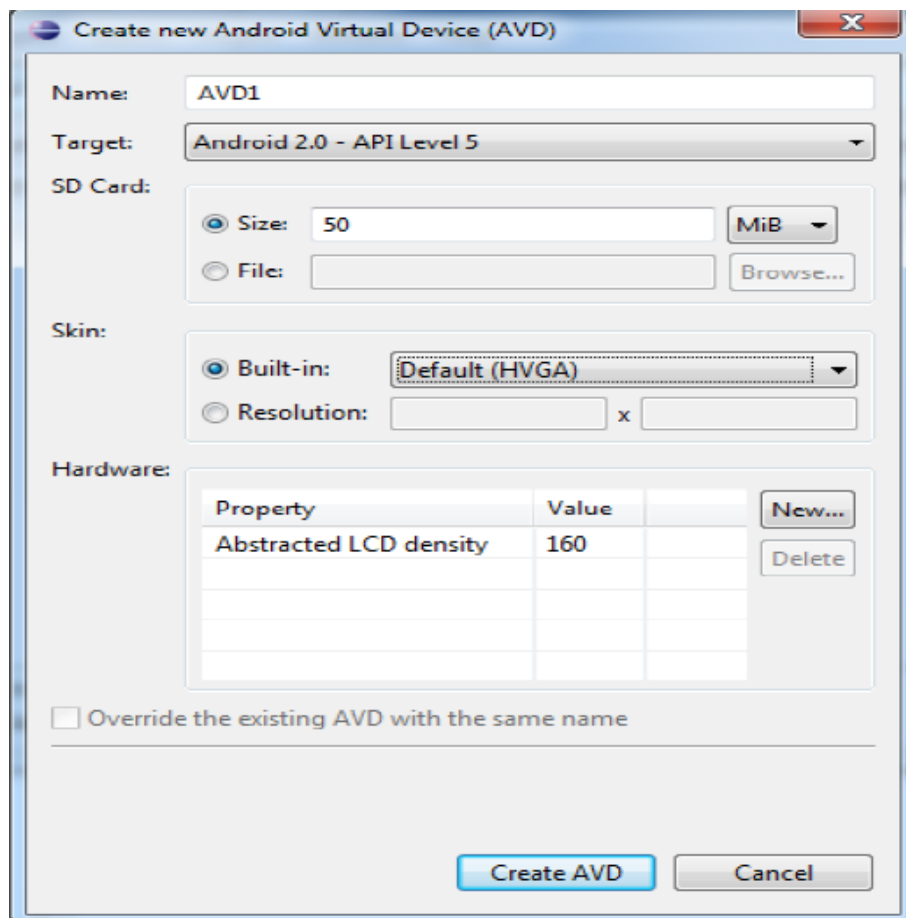 Create new Android Virtual Device (AVD)
Name: AVD1
Target: Android 2.0 - API Level 5
SD Card:
Size: 50 MiB
File: Browse...
Skin:
Built-in: Default (HVGA)
Resolution: x
Hardware:
Property Value New...
Abstracted LCD density 160
Delete
Override the existing AVD with the same name
Create AVD Cancel